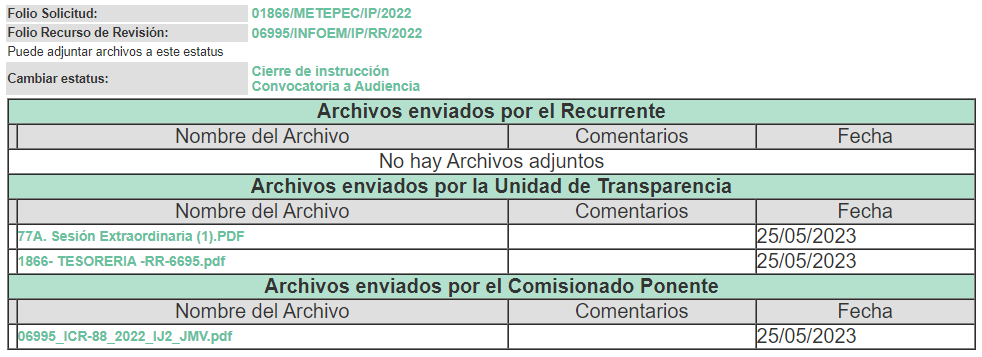 Folio Solicitud: 01866/METEPEC/IP/2022
Folio Recurso de Revisión: 06995/INFOEM/IP/RR/2022
Puede adjuntar archivos a este estatus
Cambiar estatus: Cierre de instrucción
Convocatoria a Audiencia
Archivos enviados por el Recurrente
Nombre del Archivo Comentarios Fecha
No hay Archivos adjuntos
Archivos enviados por la Unidad de Transparencia
Nombre del Archivo Comentarios Fecha
77A. Sesión Extraordinaria (1).PDF 25/05/2023
1866- TESORERIA -RR-6695.pdf 25/05/2023
Archivos enviados por el Comisionado Ponente
Nombre del Archivo Comentarios Fecha
06995_ICR-88_2022_IJ2_JMV.pdf 25/05/2023